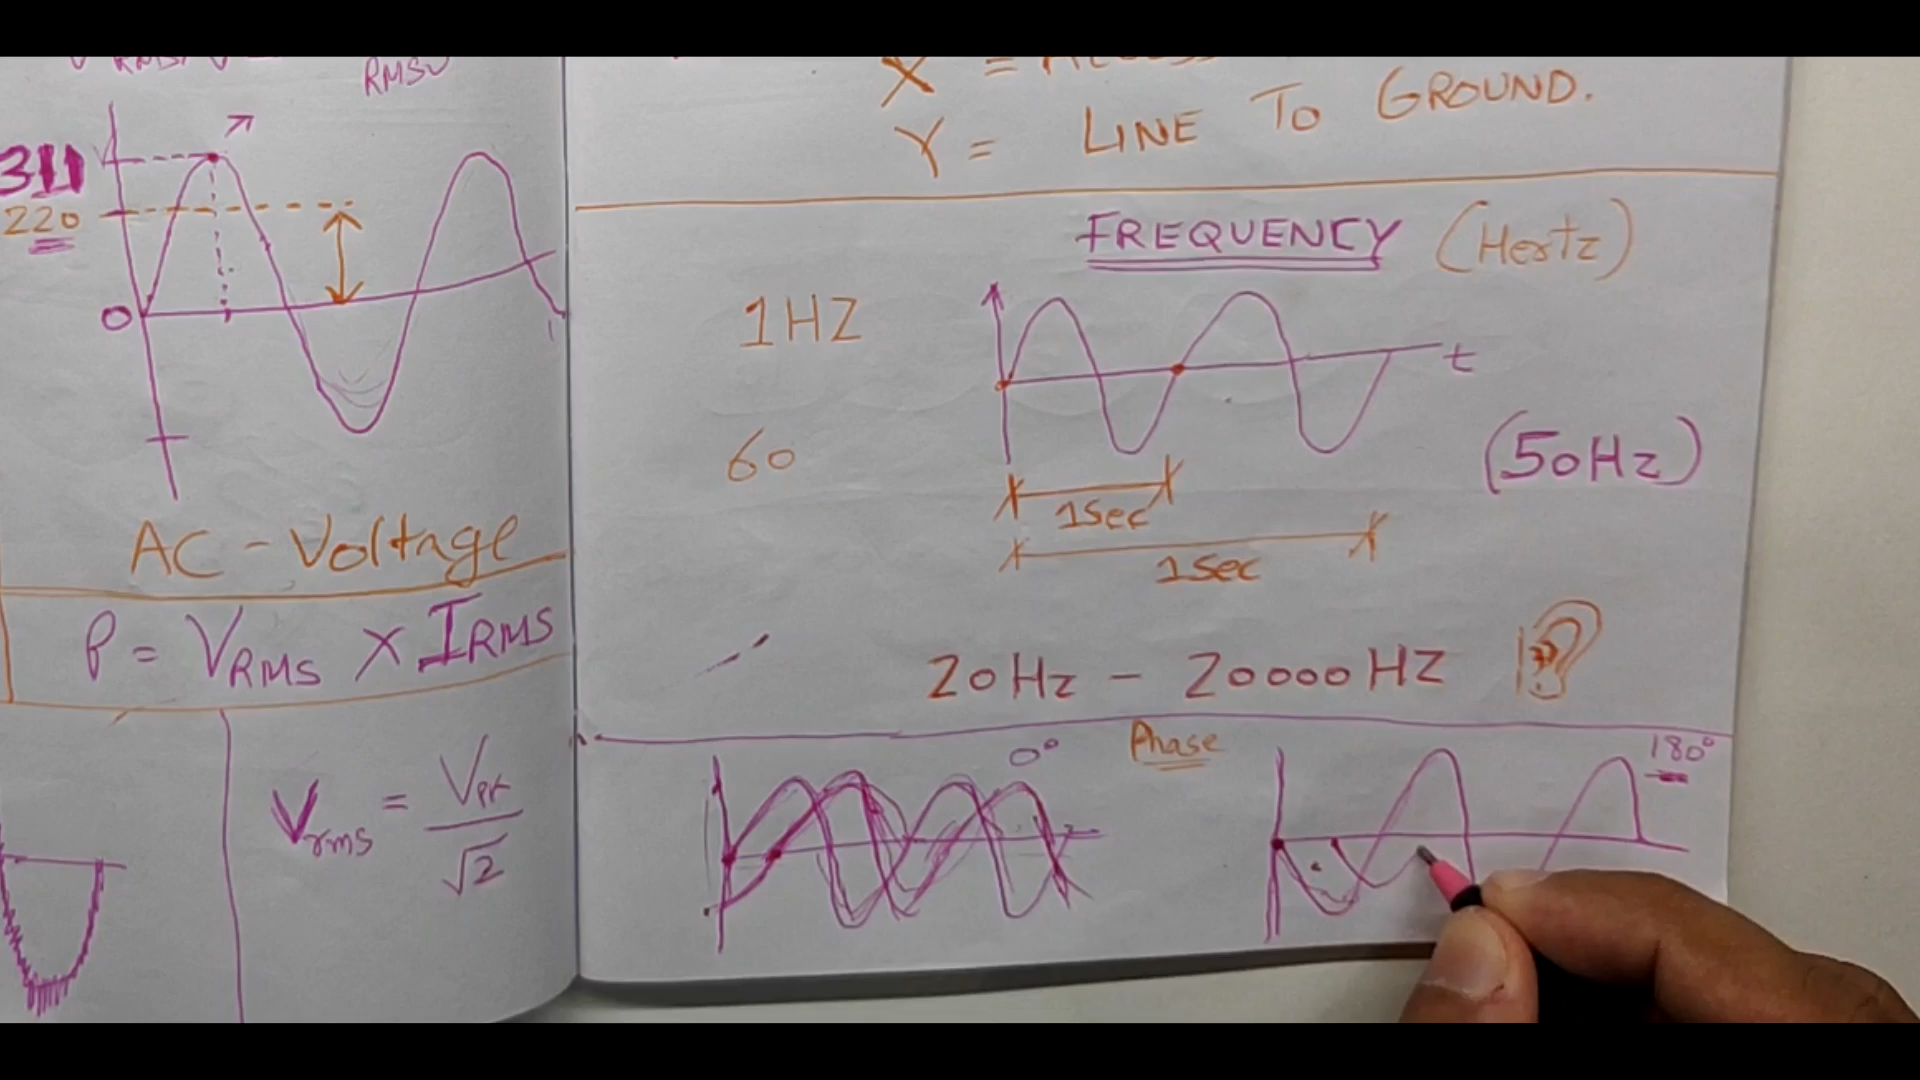 RMS
311
220
0
AC - Voltage
P = VRMS X IRMS
Vrms = Vpk
√2
X =
Y = LINE TO GROUND.
FREQUENCY (Hertz)
1HZ
t
60
(50Hz)
1Sec
1Sec
20Hz - 20000HZ
Phase
0°
180°